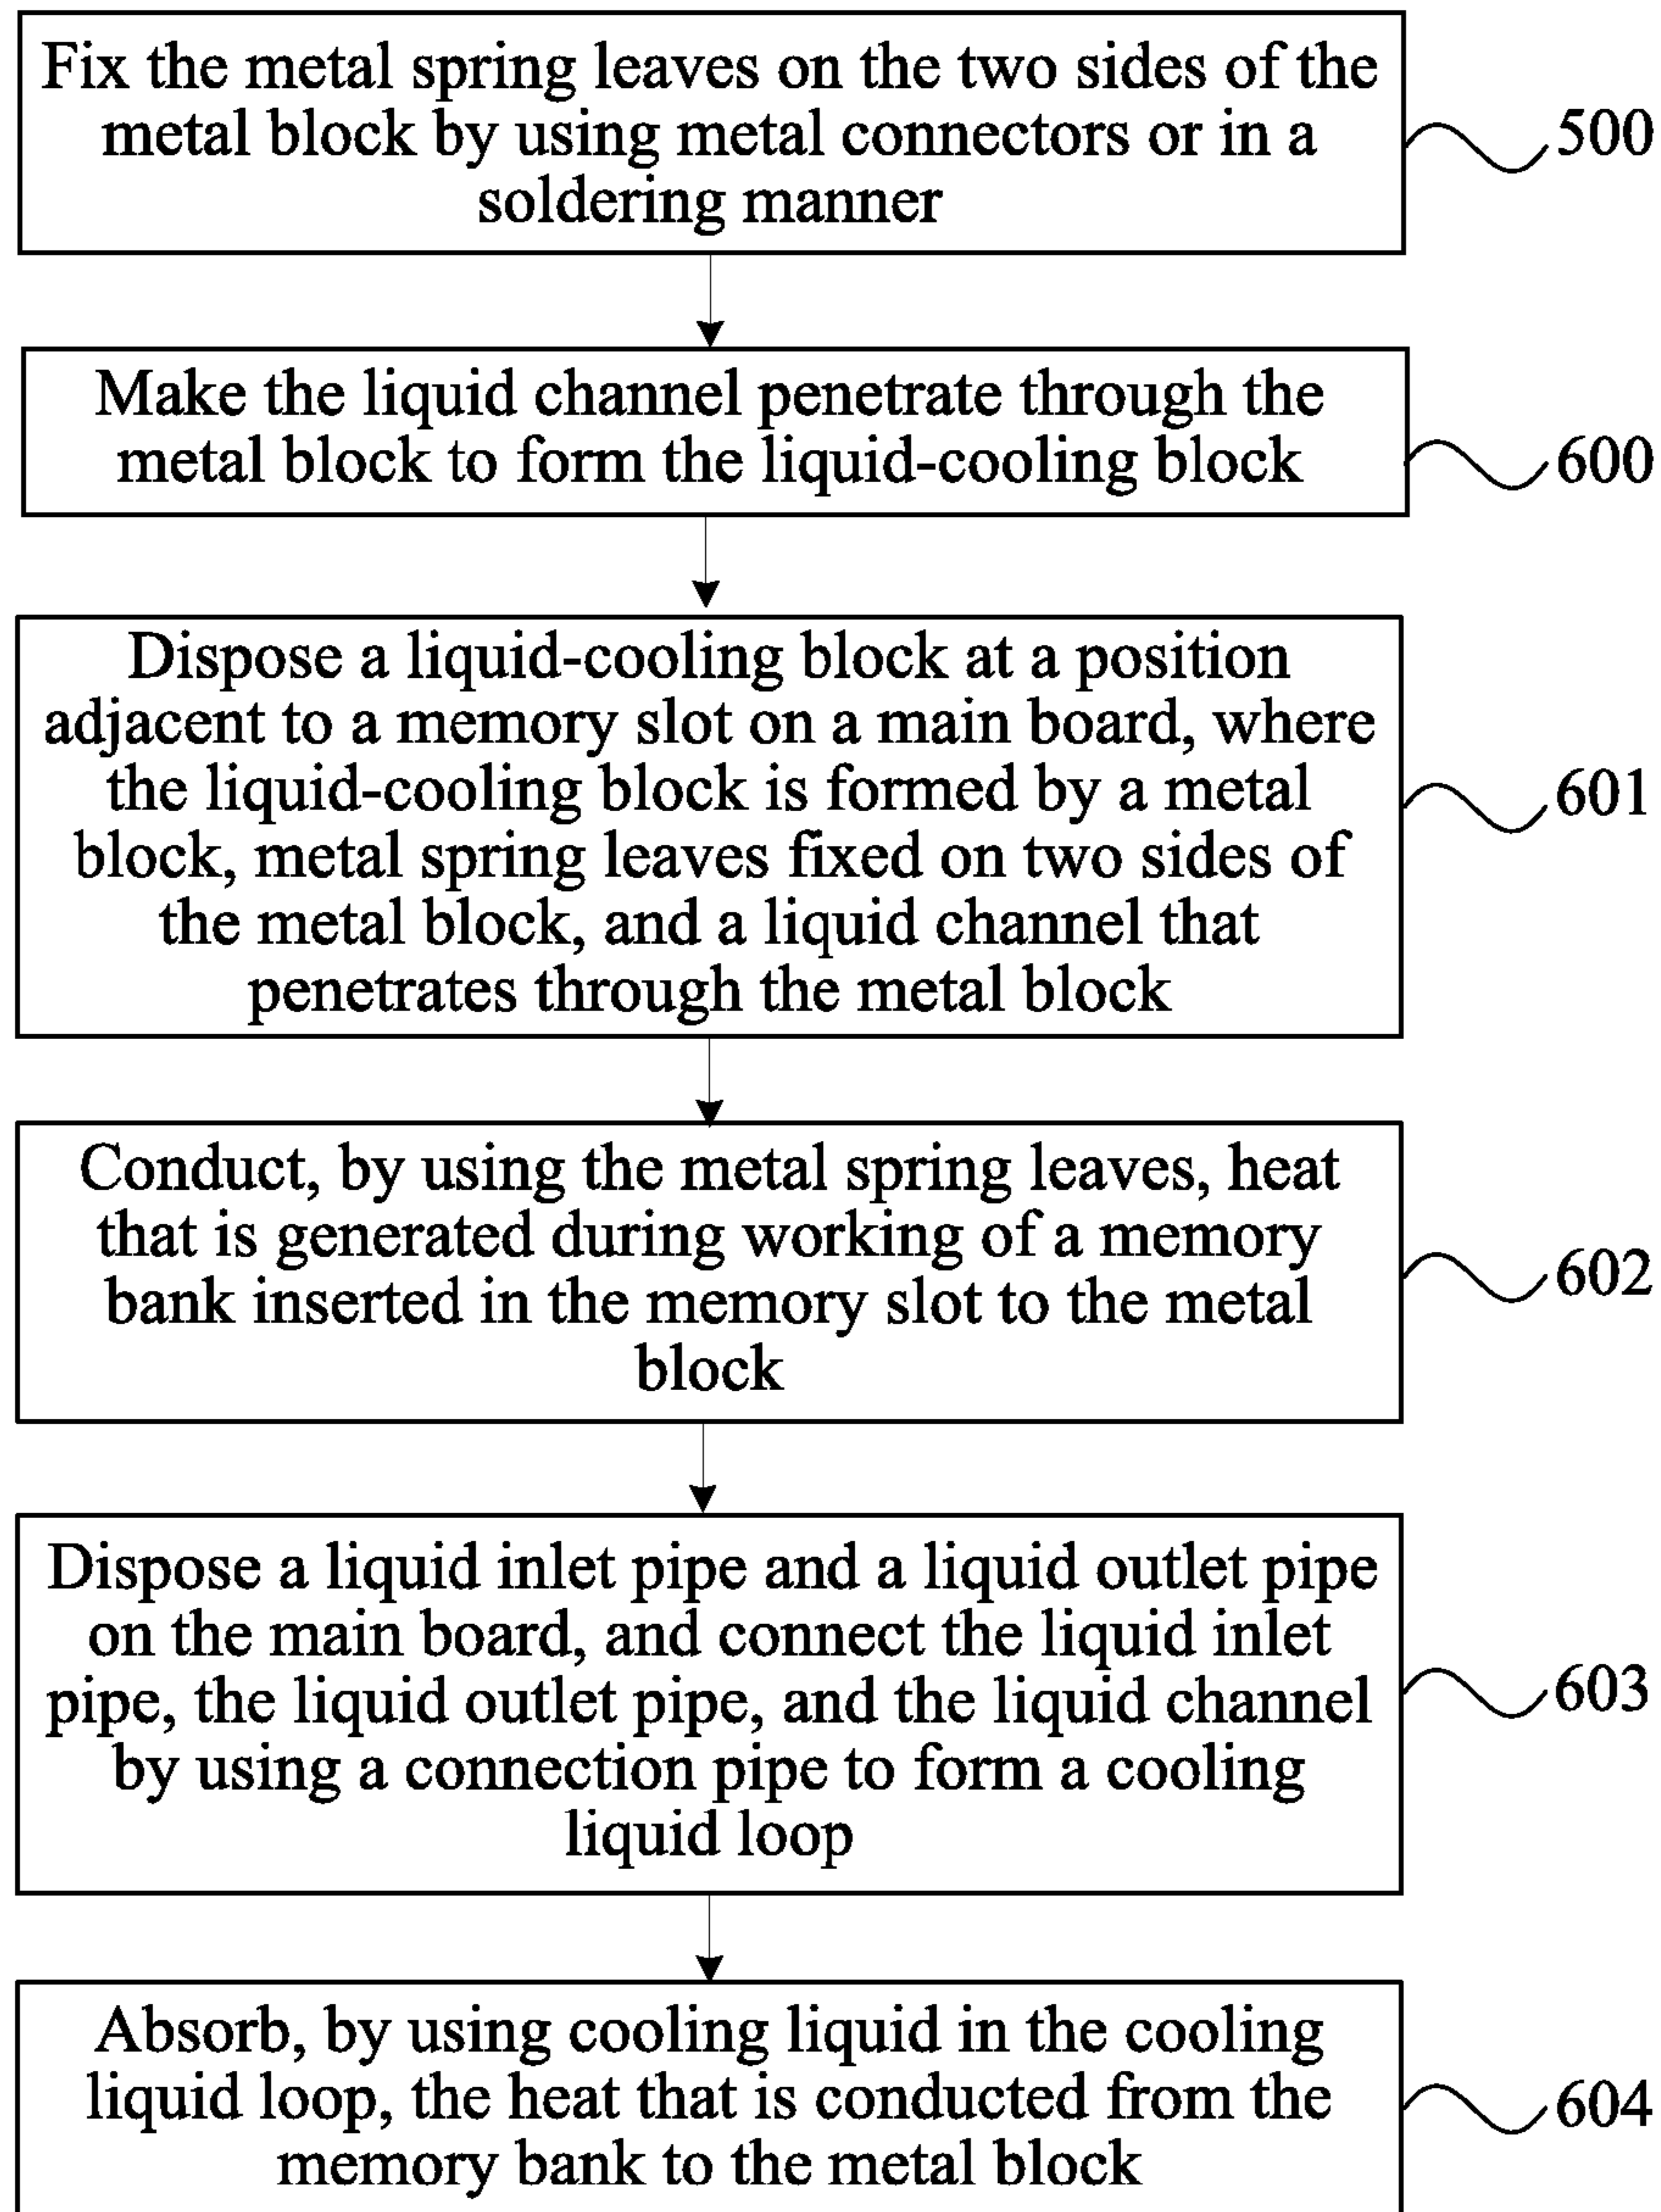 Fix the metal spring leaves on the two sides of the
metal block by using metal connectors or in a
soldering manner
500
Make the liquid channel penetrate through the
metal block to form the liquid-cooling block
600
Dispose a liquid-cooling block at a position
adjacent to a memory slot on a main board, where
the liquid-cooling block is formed by a metal
block, metal spring leaves fixed on two sides of
the metal block, and a liquid channel that
penetrates through the metal block
601
Conduct, by using the metal spring leaves, heat
that is generated during working of a memory
bank inserted in the memory slot to the metal
block
602
Dispose a liquid inlet pipe and a liquid outlet pipe
on the main board, and connect the liquid inlet
pipe, the liquid outlet pipe, and the liquid channel
by using a connection pipe to form a cooling
liquid loop
603
Absorb, by using cooling liquid in the cooling
liquid loop, the heat that is conducted from the
memory bank to the metal block
604